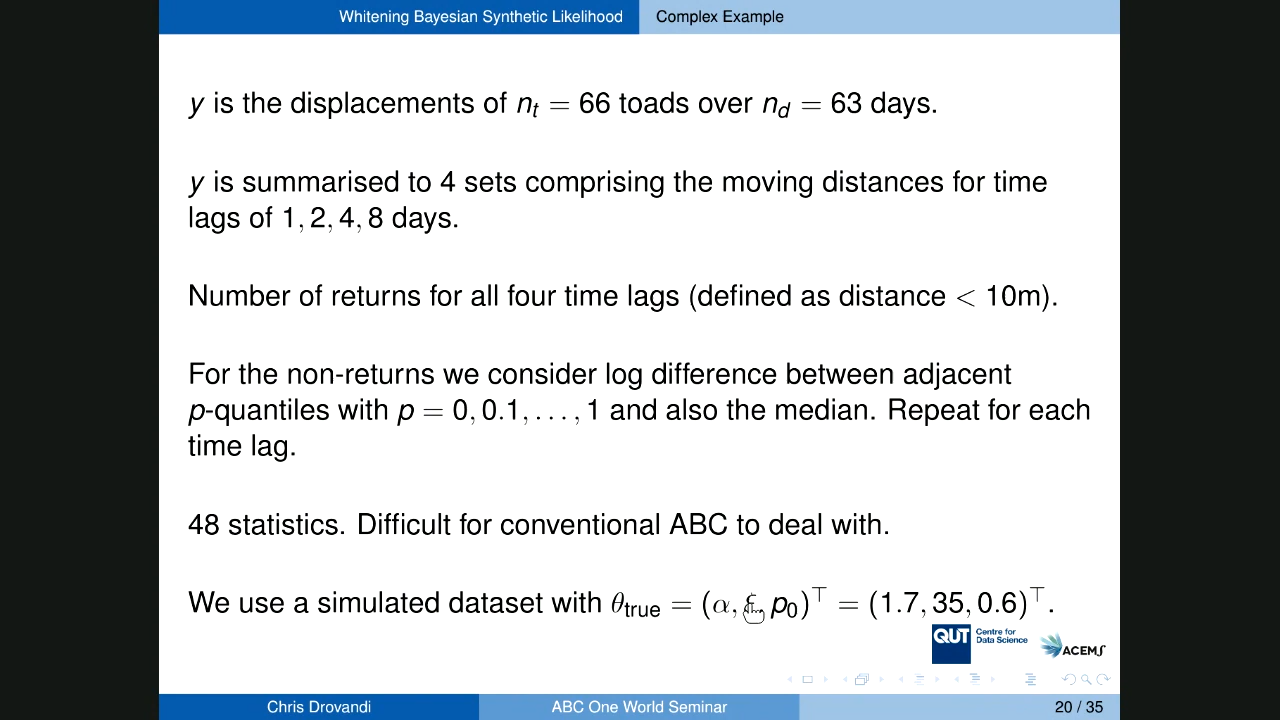 Whitening Bayesian Synthetic Likelihood Complex Example
y is the displacements of nₜ = 66 toads over n_d = 63 days.
y is summarised to 4 sets comprising the moving distances for time
lags of 1, 2, 4, 8 days.
Number of returns for all four time lags (defined as distance < 10m).
For the non-returns we consider log difference between adjacent
p-quantiles with p = 0, 0.1, . . . , 1 and also the median. Repeat for each
time lag.
48 statistics. Difficult for conventional ABC to deal with.
We use a simulated dataset with θ_true = (α, ξ, p₀)^⊤ = (1.7, 35, 0.6)^⊤.
QUT Centre for
Data Science
ACEMS
Chris Drovandi ABC One World Seminar 20 / 35